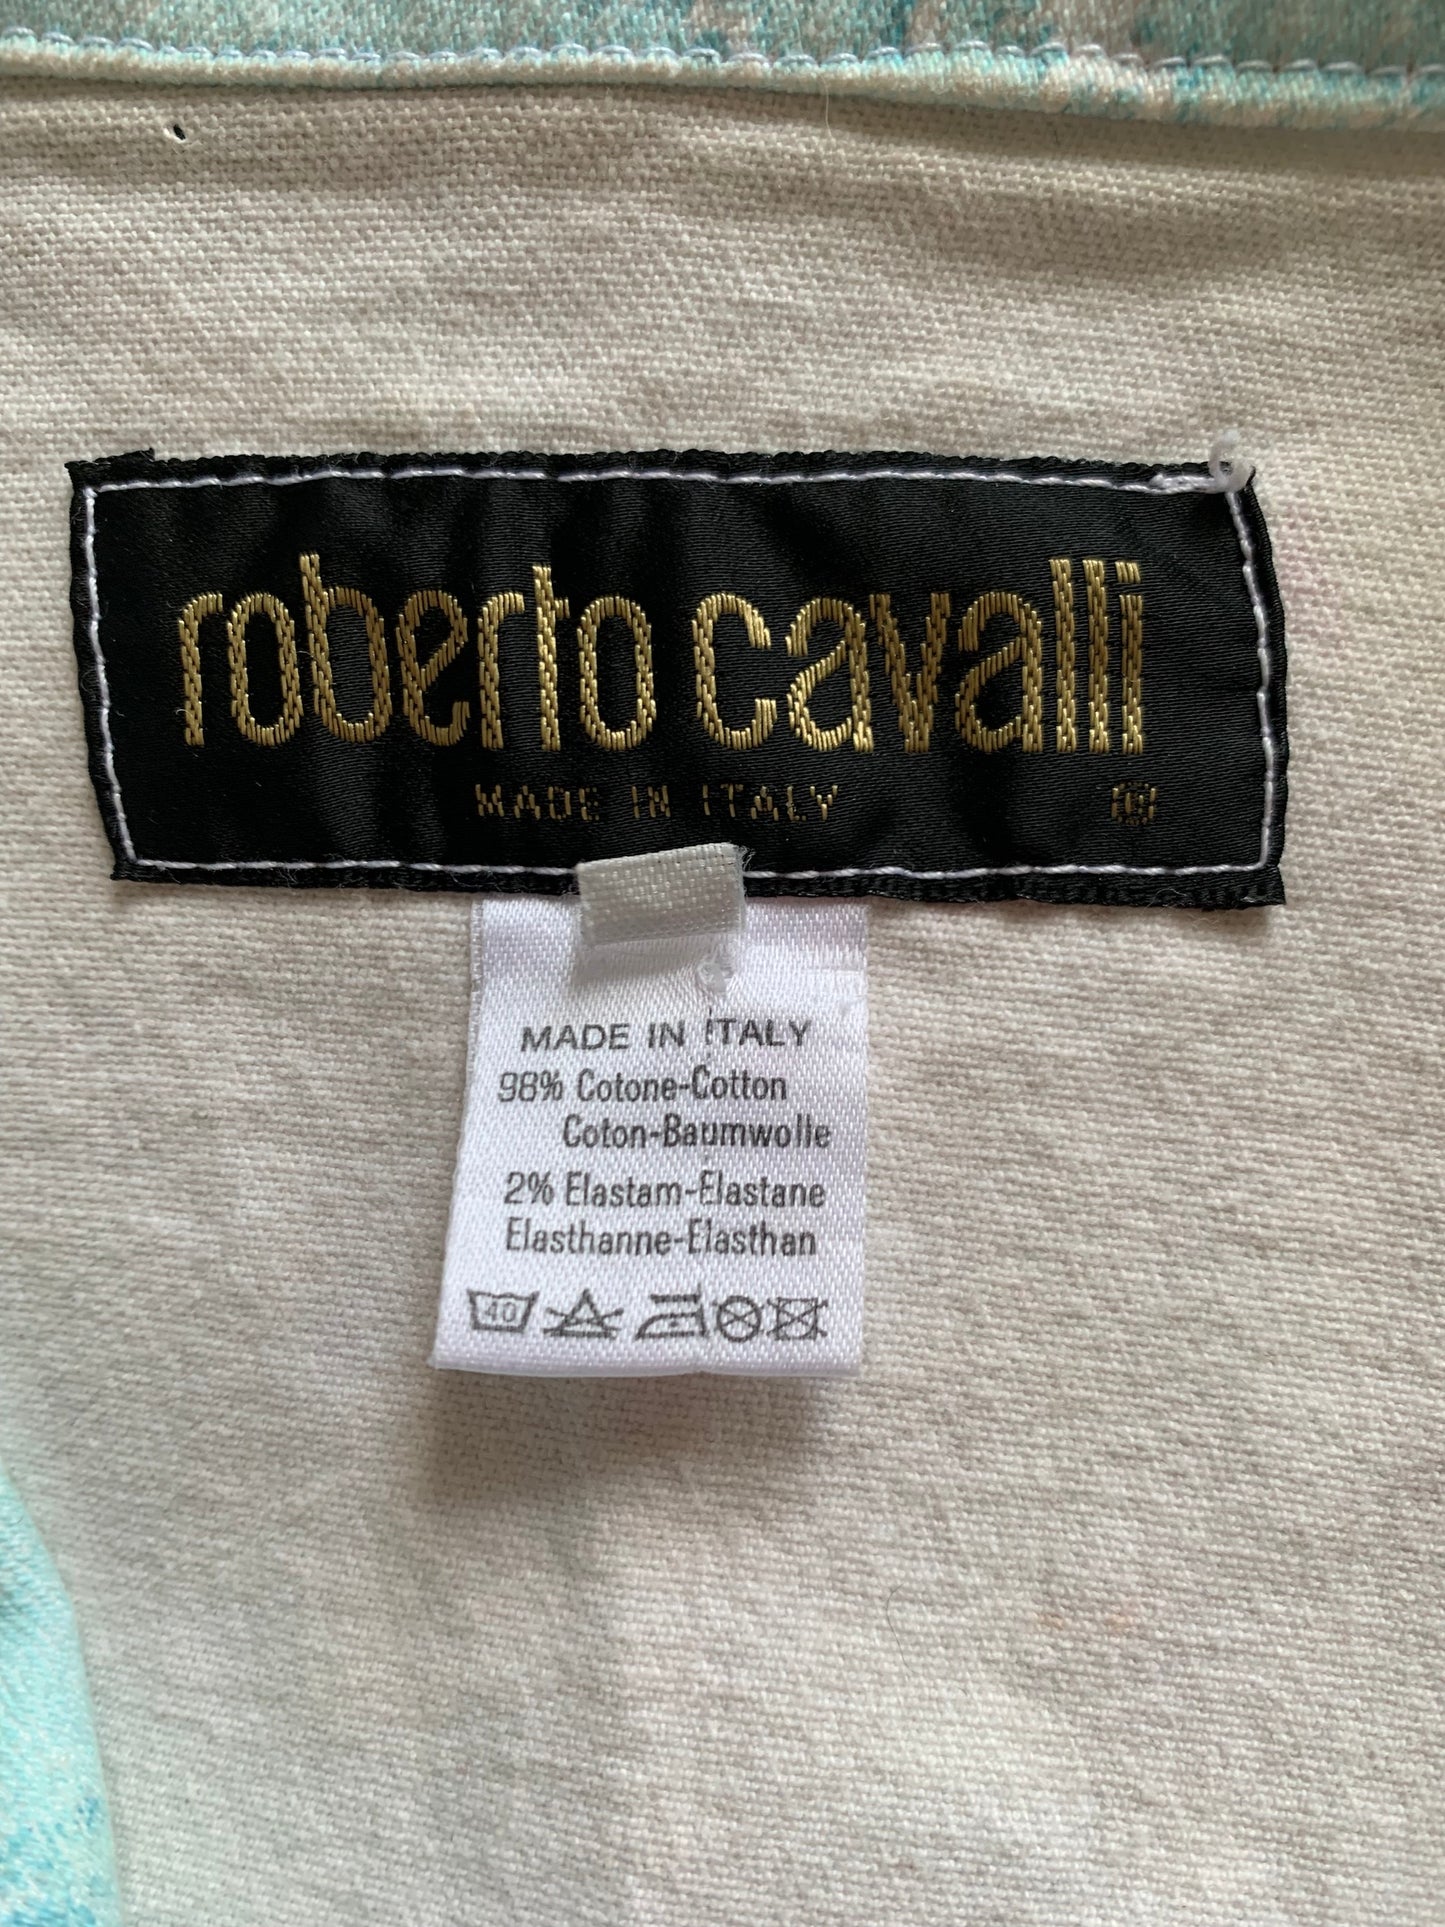 roberto cavalli
MADE IN ITALY
MADE IN ITALY
98% Cotone-Cotton
Coton-Baumwolle
2% Elastam-Elastane
Elasthanne-Elasthan
40